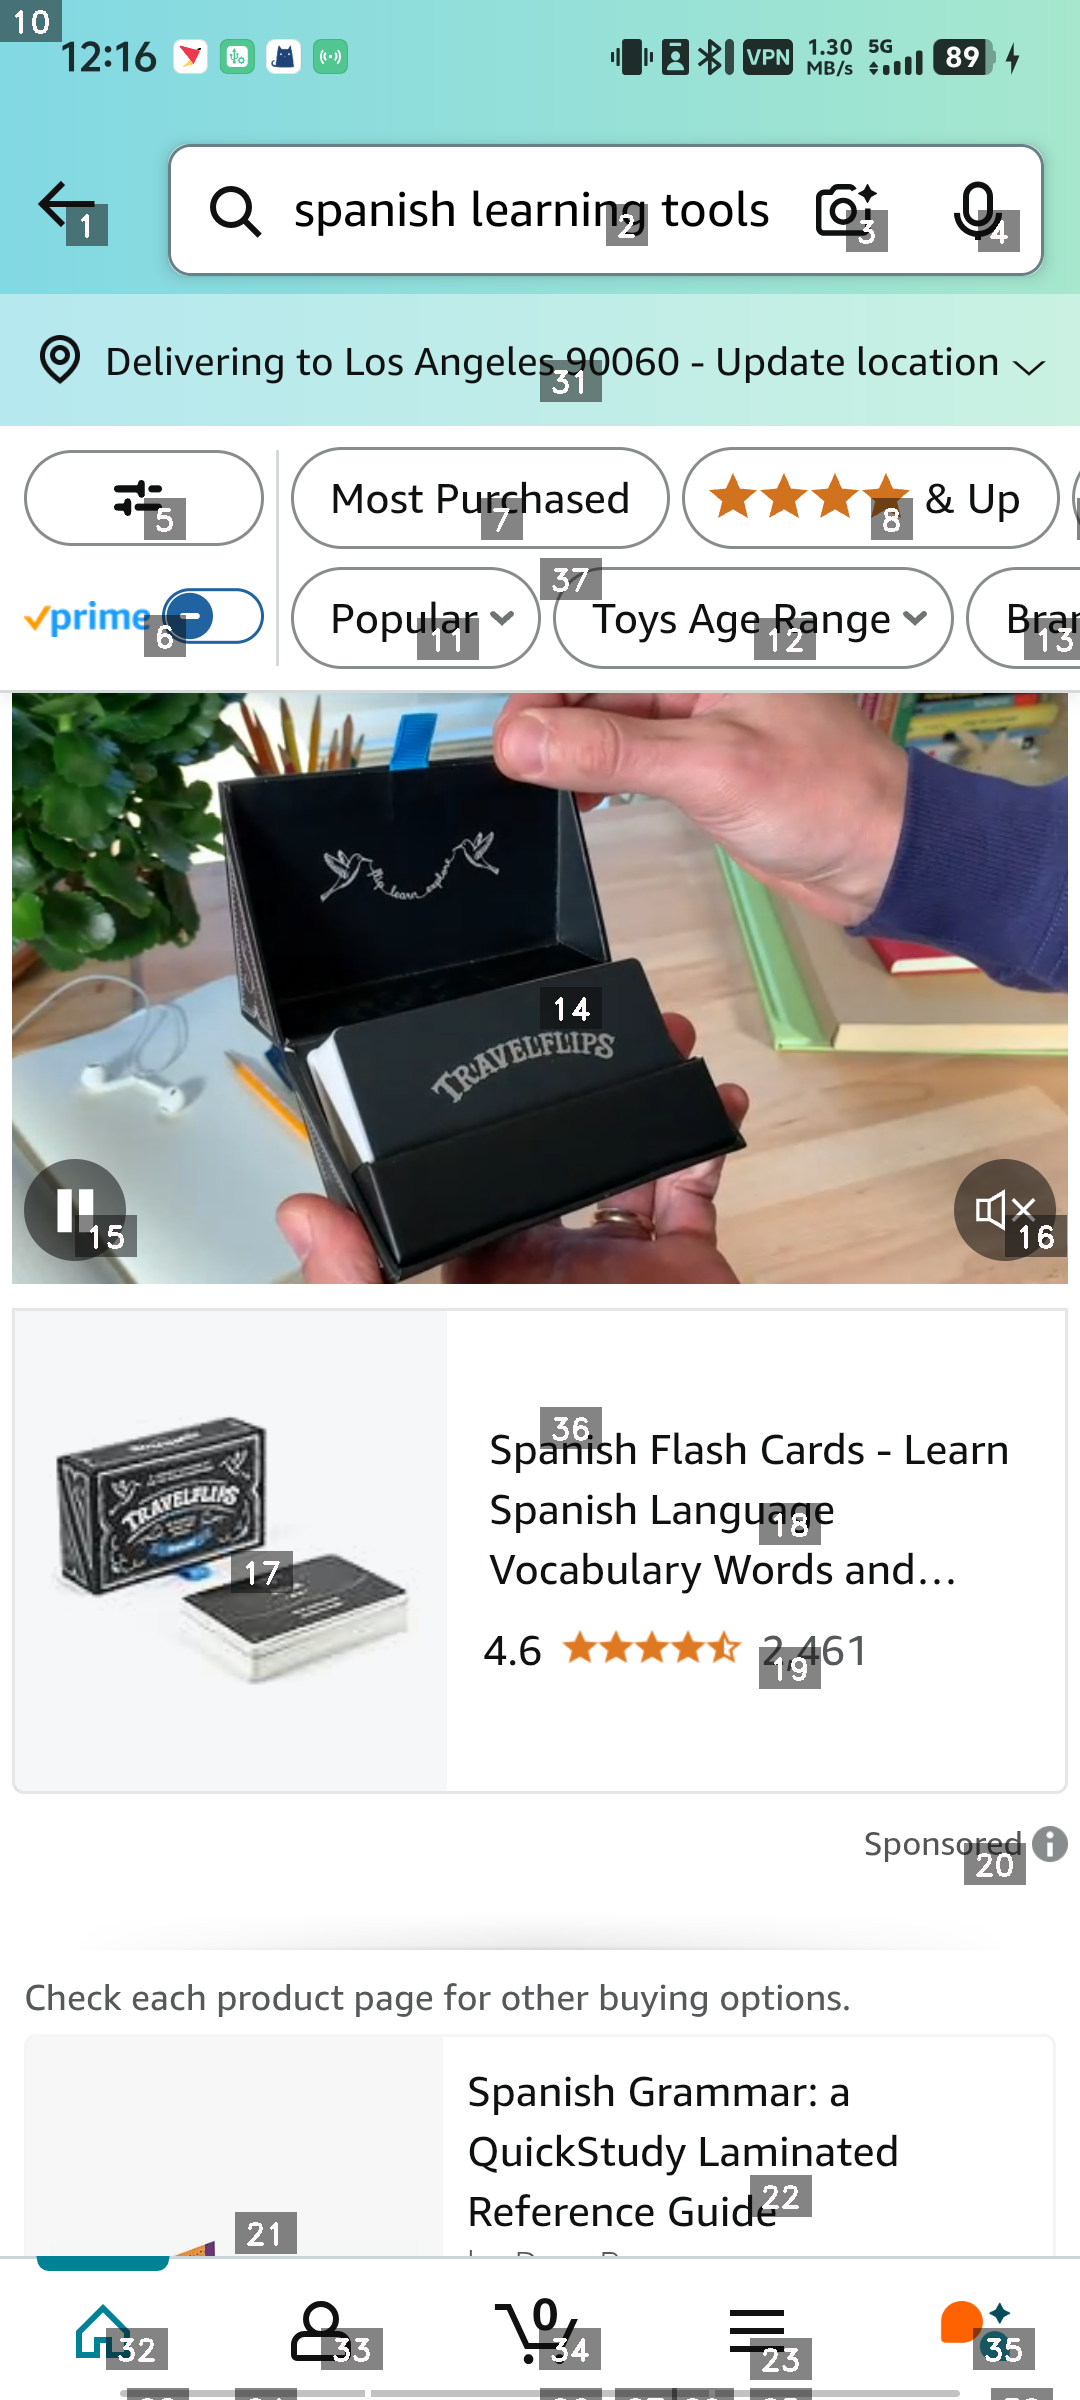 10
12:16
VPN
1.30 MB/s
5G
89
1
spanish learning tools
2
3
4
Delivering to Los Angeles 90060 - Update location
31
5
Most Purchased
7
8
& Up
37
prime
6
Popular
11
Toys Age Range
12
Bran
13
flip learn explore
14
TRAVELFLIPS
15
16
36
Spanish Flash Cards - Learn
Spanish Language
18
Vocabulary Words and...
TRAVELFLIPS
17
4.6
2,461
19
Sponsored
20
Check each product page for other buying options.
Spanish Grammar: a
QuickStudy Laminated
Reference Guide
22
21
0
32
33
34
23
35